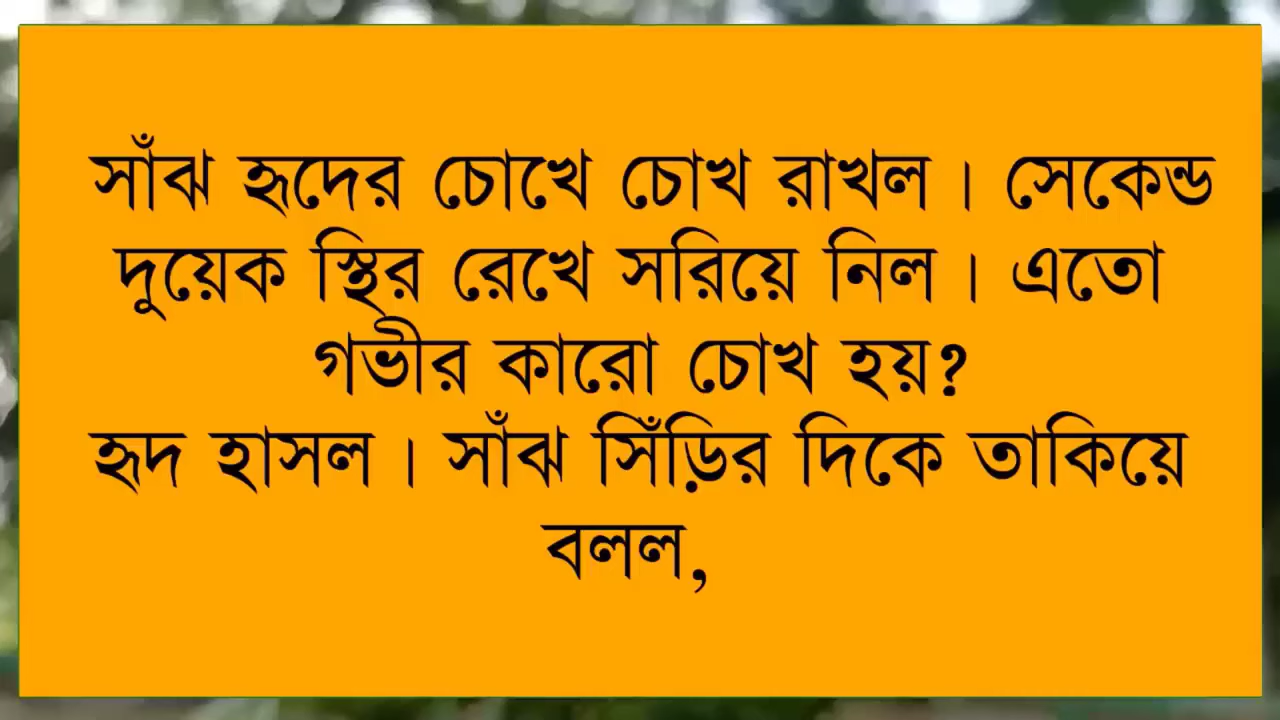 সাঁঝ হৃদের চোখে চোখ রাখল । সেকেন্ড
দুয়েক স্থির রেখে সরিয়ে নিল । এতো
গভীর কারো চোখ হয়?
হৃদ হাসল । সাঁঝ সিঁড়ির দিকে তাকিয়ে
বলল,